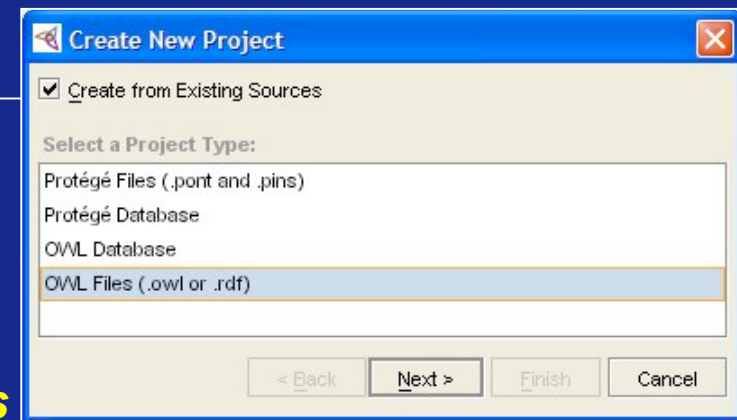 Create New Project
Create from Existing Sources
Select a Project Type:
Protégé Files (.pont and .pins)
Protégé Database
OWL Database
OWL Files (.owl or .rdf)
< Back Next > Finish Cancel
s